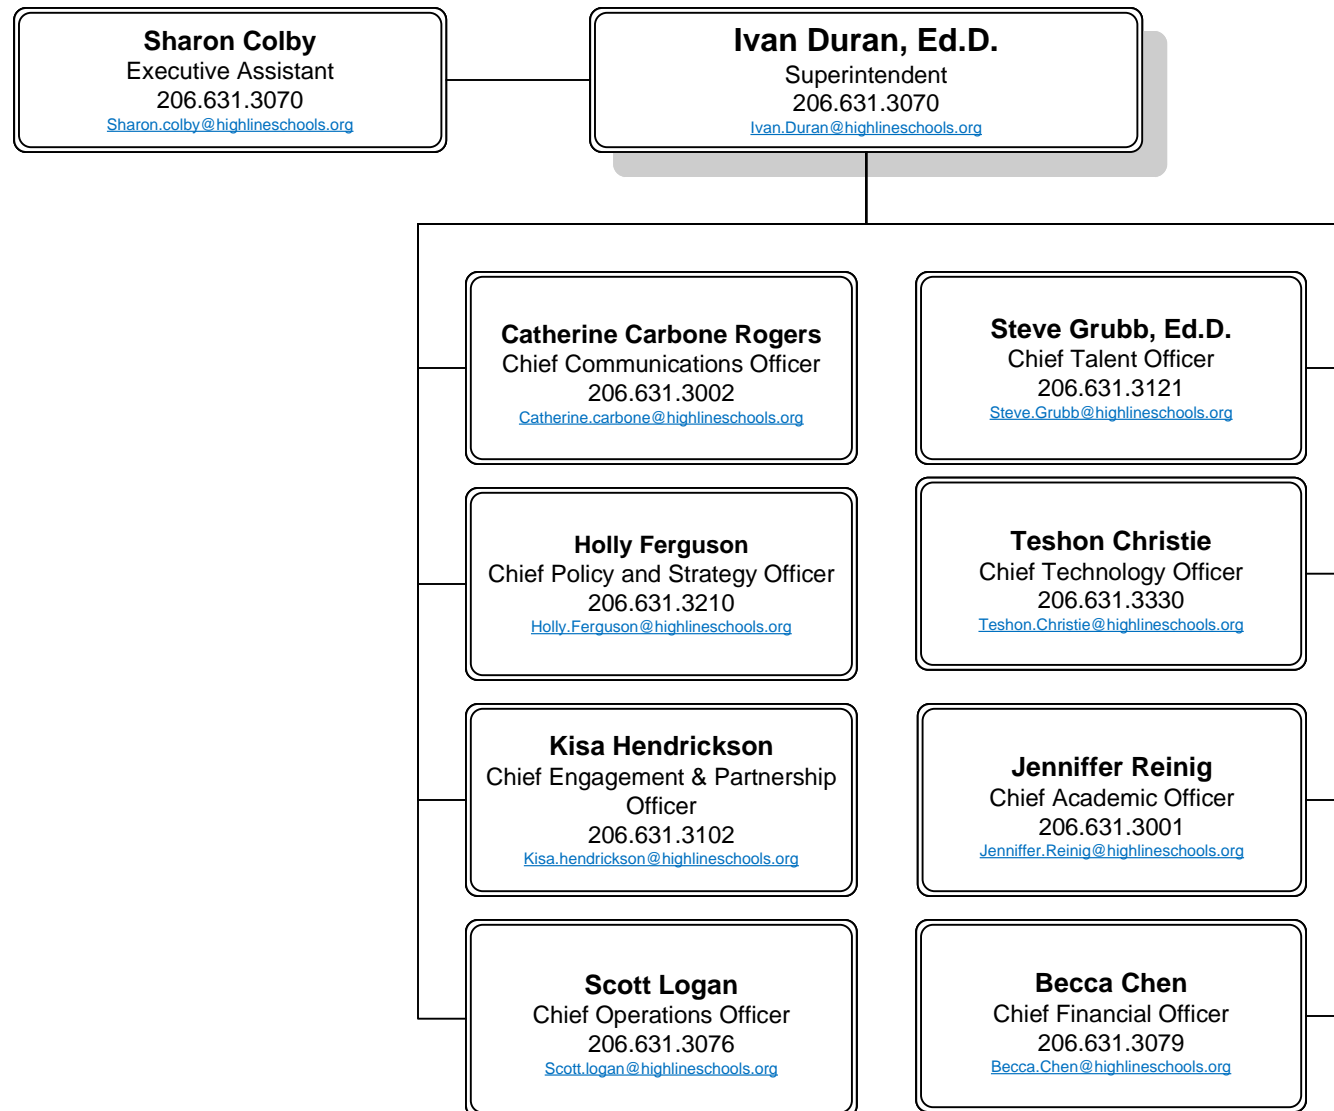 Sharon Colby
Executive Assistant
206.631.3070
Sharon.colby@highlineschools.org
Ivan Duran, Ed.D.
Superintendent
206.631.3070
Ivan.Duran@highlineschools.org
Catherine Carbone Rogers
Chief Communications Officer
206.631.3002
Catherine.carbone@highlineschools.org
Steve Grubb, Ed.D.
Chief Talent Officer
206.631.3121
Steve.Grubb@highlineschools.org
Holly Ferguson
Chief Policy and Strategy Officer
206.631.3210
Holly.Ferguson@highlineschools.org
Teshon Christie
Chief Technology Officer
206.631.3330
Teshon.Christie@highlineschools.org
Kisa Hendrickson
Chief Engagement & Partnership
Officer
206.631.3102
Kisa.hendrickson@highlineschools.org
Jenniffer Reinig
Chief Academic Officer
206.631.3001
Jenniffer.Reinig@highlineschools.org
Scott Logan
Chief Operations Officer
206.631.3076
Scott.logan@highlineschools.org
Becca Chen
Chief Financial Officer
206.631.3079
Becca.Chen@highlineschools.org